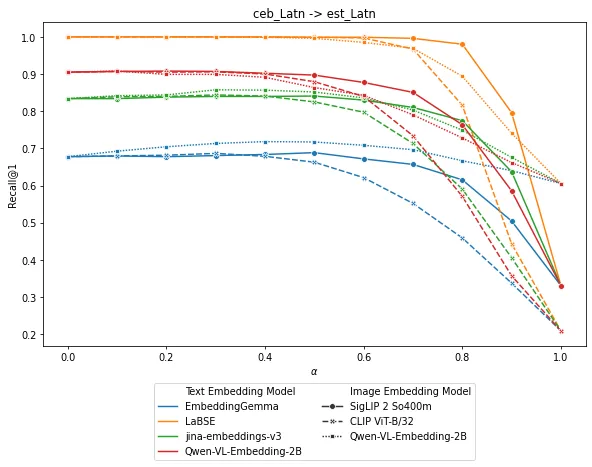 ceb_Latn -> est_Latn
Recall@1
1.0
0.9
0.8
0.7
0.6
0.5
0.4
0.3
0.2
0.0 0.2 0.4 0.6 0.8 1.0
α
Text Embedding Model
EmbeddingGemma
LaBSE
jina-embeddings-v3
Qwen-VL-Embedding-2B
Image Embedding Model
SigLIP 2 So400m
CLIP ViT-B/32
Qwen-VL-Embedding-2B